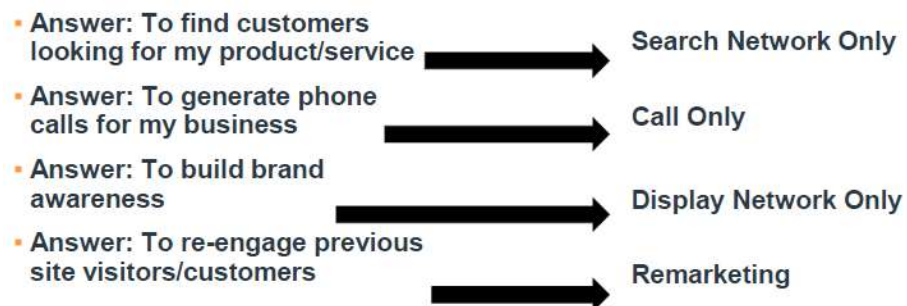 ▪ Answer: To find customers
looking for my product/service
Search Network Only
▪ Answer: To generate phone
calls for my business
Call Only
▪ Answer: To build brand
awareness
Display Network Only
▪ Answer: To re-engage previous
site visitors/customers
Remarketing